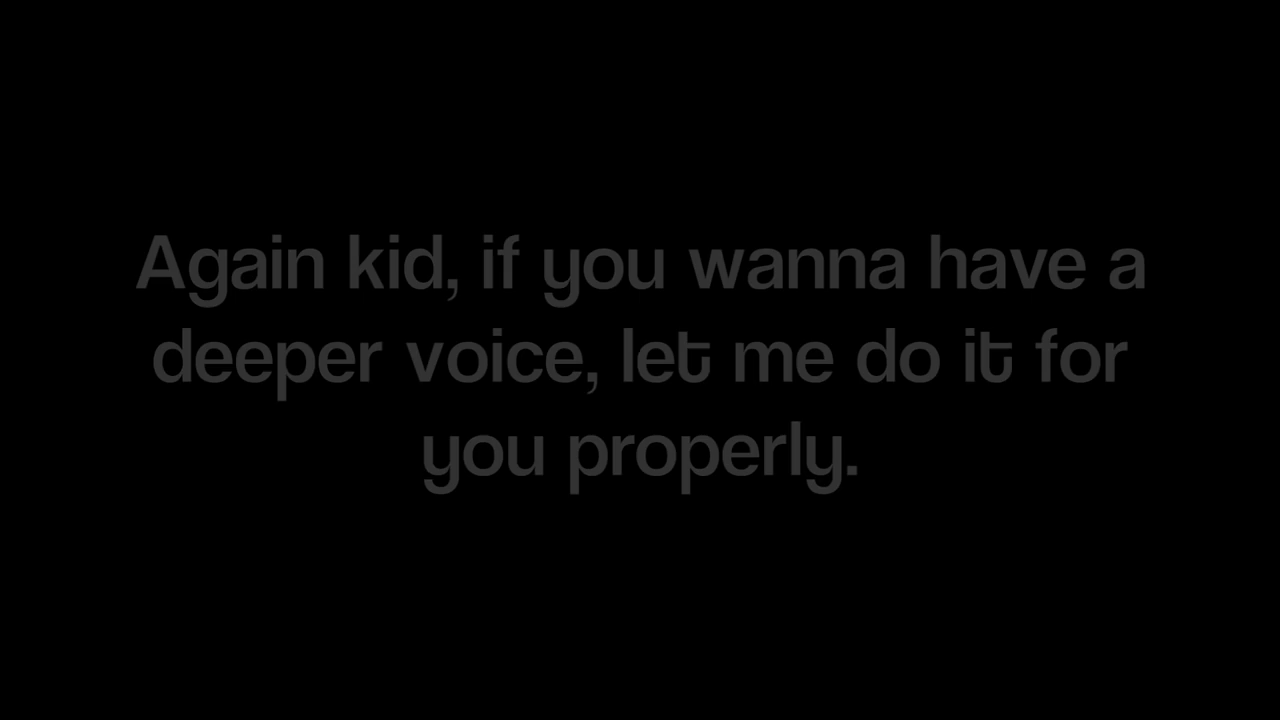 Again kid, if you wanna have a
deeper voice, let me do it for
you properly.